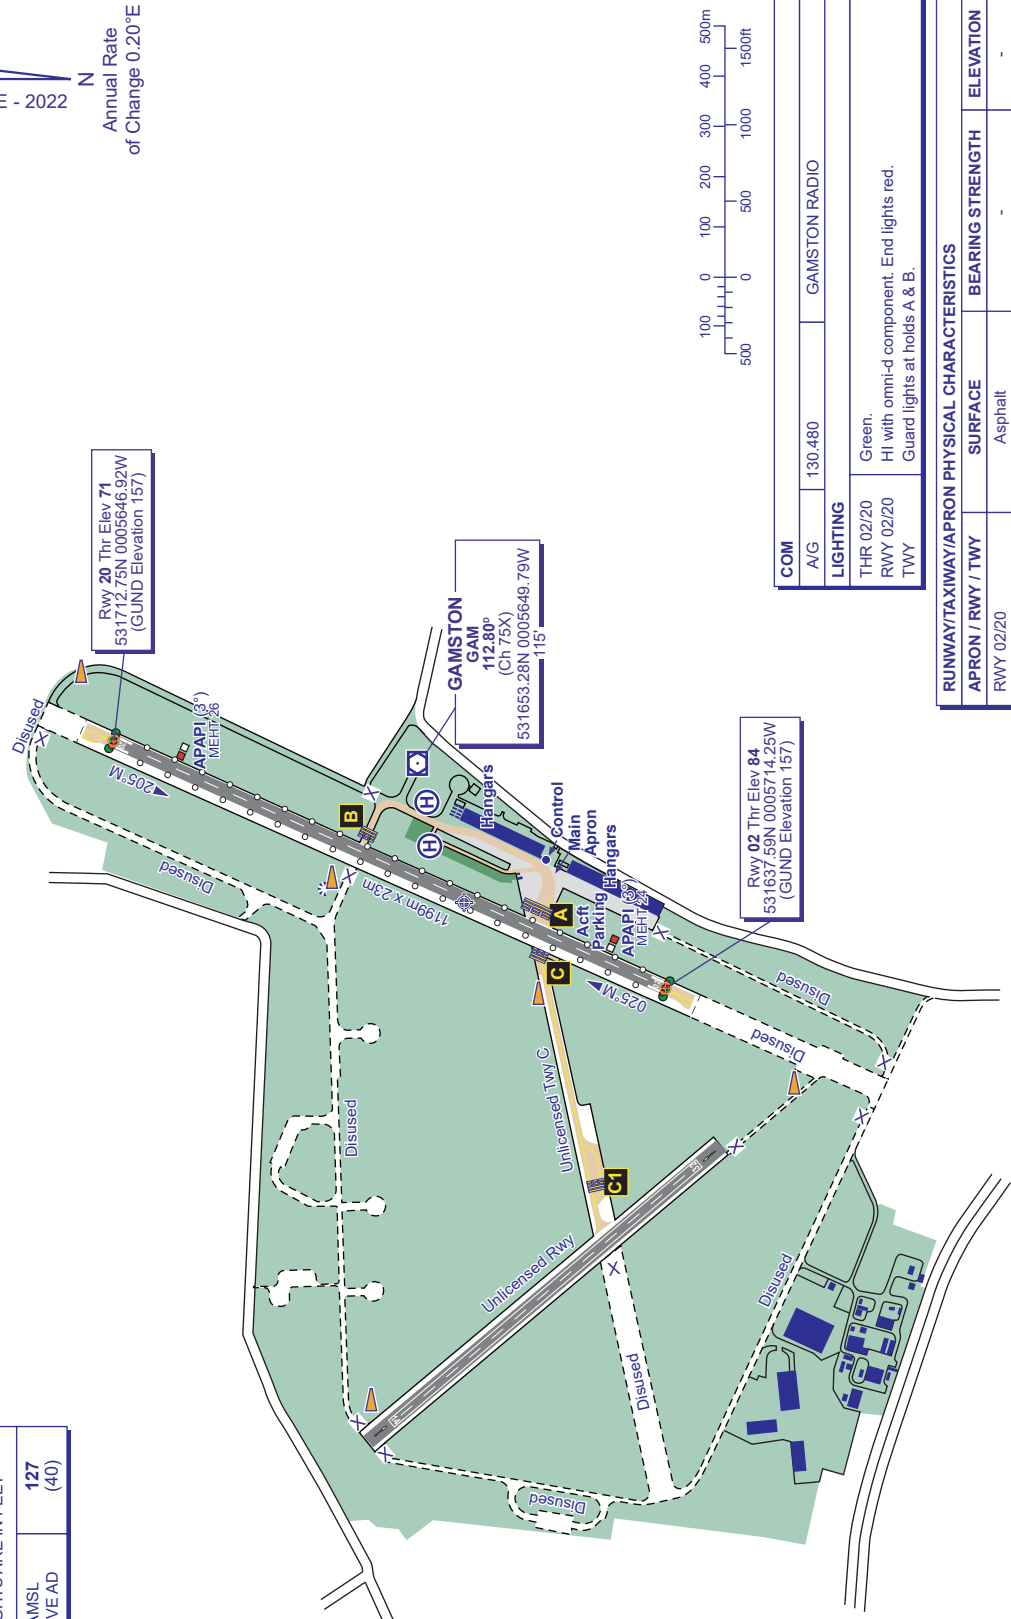 E - 2022
N
Annual Rate
of Change 0.20°E
AMSL
127
VE AD
(40)
Rwy 20 Thr Elev 71
531712.75N 0005646.92W
(GUND Elevation 157)
GAMSTON
GAM
112.80ᴰ
(Ch 75X)
531653.28N 0005649.79W
115'
Rwy 02 Thr Elev 84
531637.59N 0005714.25W
(GUND Elevation 157)
Disused
X
205°M
APAPI (3°)
MEHT 26
Disused
X
B
H
H
X
1199m x 23m
Hangars
Control
Main
Apron
Hangars
A
Acft
Parking
APAPI (3°)
MEHT 24
X
C
025°M
Disused
Disused
X
X
Unlicensed Twy C
C1
Disused
Unlicensed Rwy
32
14
X
X
X
X
Disused
Disused
Disused
100 0 100 200 300 400 500m
500 0 500 1000 1500ft
COM
A/G 130.480 GAMSTON RADIO
LIGHTING
THR 02/20 Green.
RWY 02/20 HI with omni-d component. End lights red.
TWY Guard lights at holds A & B.
RUNWAY/TAXIWAY/APRON PHYSICAL CHARACTERISTICS
APRON / RWY / TWY SURFACE BEARING STRENGTH ELEVATION
RWY 02/20 Asphalt - -